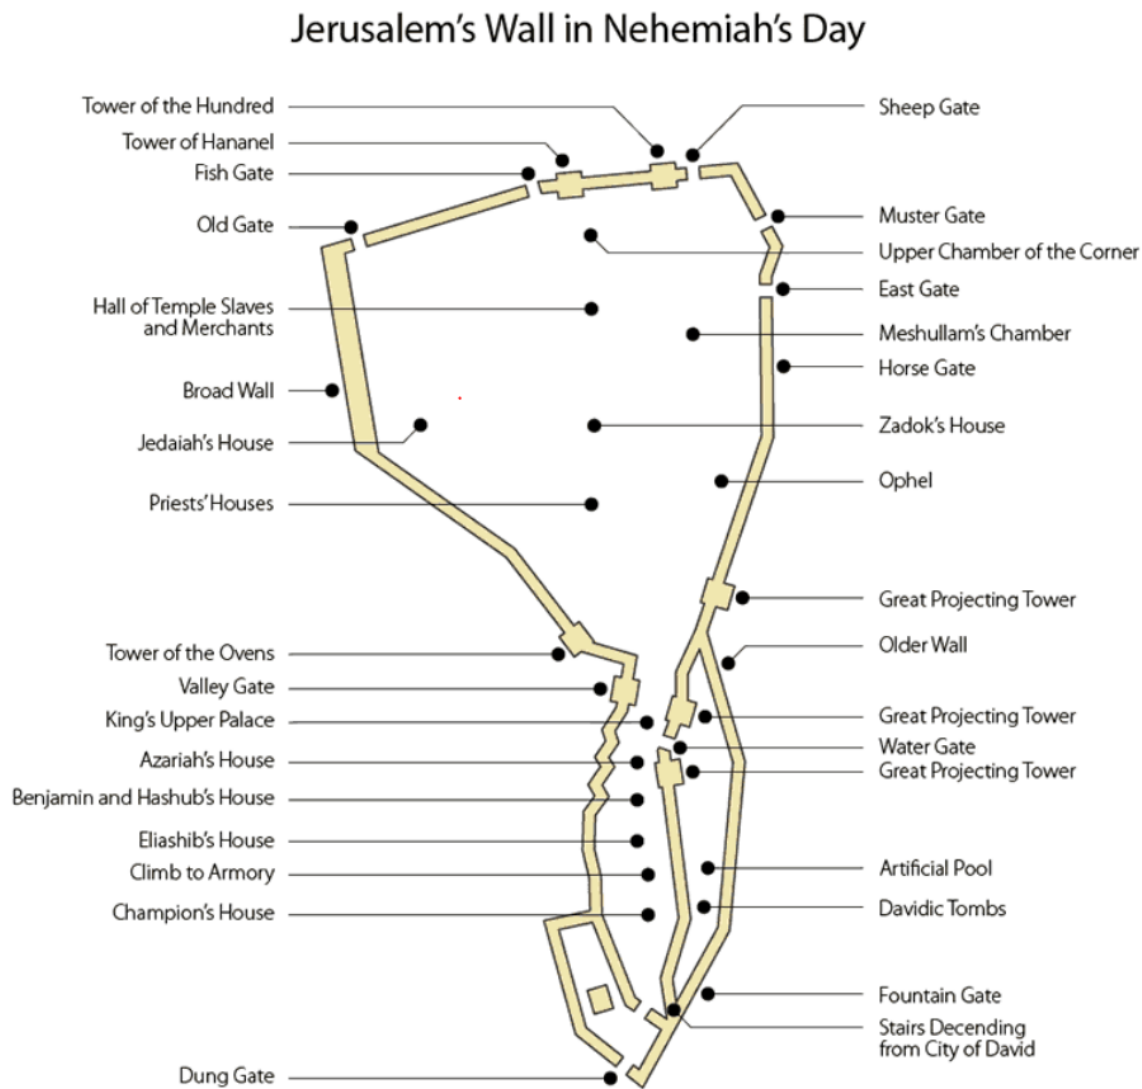 Jerusalem's Wall in Nehemiah's Day
Tower of the Hundred
Tower of Hananel
Fish Gate
Old Gate
Hall of Temple Slaves
and Merchants
Broad Wall
Jedaiah's House
Priests' Houses
Tower of the Ovens
Valley Gate
King's Upper Palace
Azariah's House
Benjamin and Hashub's House
Eliashib's House
Climb to Armory
Champion's House
Dung Gate
Sheep Gate
Muster Gate
Upper Chamber of the Corner
East Gate
Meshullam's Chamber
Horse Gate
Zadok's House
Ophel
Great Projecting Tower
Older Wall
Great Projecting Tower
Water Gate
Great Projecting Tower
Artificial Pool
Davidic Tombs
Fountain Gate
Stairs Decending
from City of David